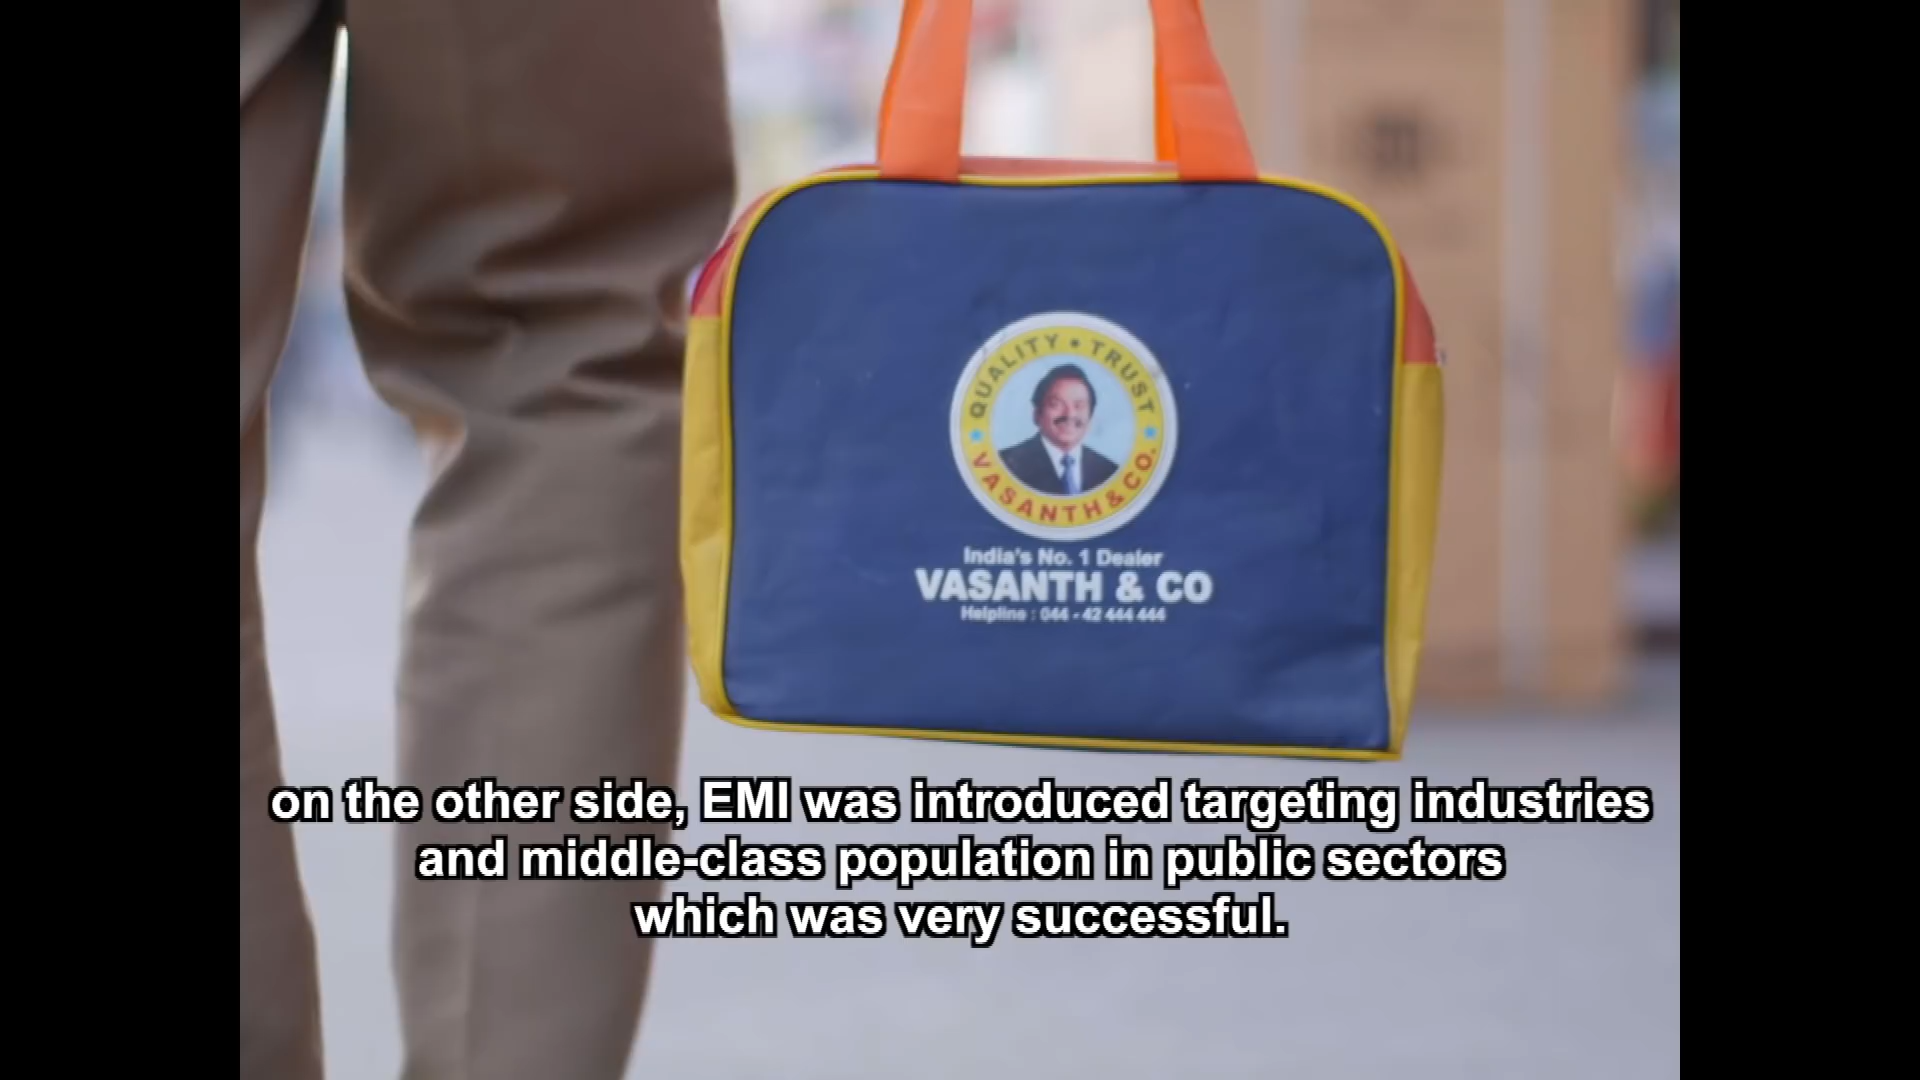 QUALITY • TRUST
VASANTH & CO.
India's No. 1 Dealer
VASANTH & CO
Helpline : 044 - 42 444 444
on the other side, EMI was introduced targeting industries
and middle-class population in public sectors
which was very successful.